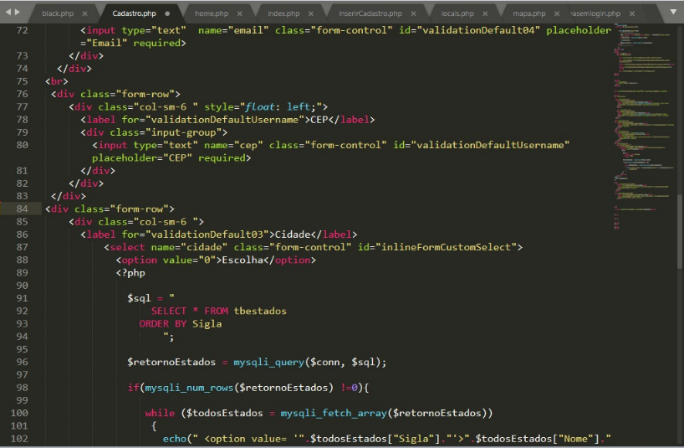 black.php × Cadastro.php ● home.php × index.php × inserirCadastro.php × locais.php × mapa.php × vasemlogin.php ×
72 <input type="text"  name="email" class="form-control" id="validationDefault04" placeholder
="Email" required>
73 </div>
74 </div>
75 <br>
76 <div class="form-row">
77 <div class="col-sm-6 " style="float: left;">
78 <label for="validationDefaultUsername">CEP</label>
79 <div class="input-group">
80 <input type="text" name="cep" class="form-control" id="validationDefaultUsername"
placeholder="CEP" required>
81 </div>
82 </div>
83 </div>
84 <div class="form-row">
85 <div class="col-sm-6 ">
86 <label for="validationDefault03">Cidade</label>
87 <select name="cidade" class="form-control" id="inlineFormCustomSelect">
88 <option value="0">Escolha</option>
89 <?php
90
91 $sql = "
92 SELECT * FROM tbestados
93 ORDER BY Sigla
94 ";
95
96 $retornoEstados = mysqli_query($conn, $sql);
97
98 if(mysqli_num_rows($retornoEstados) !=0){
99
100 while ($todosEstados = mysqli_fetch_array($retornoEstados))
101 {
102 echo(" <option value= '".$todosEstados["Sigla"]."'>".$todosEstados["Nome"]."